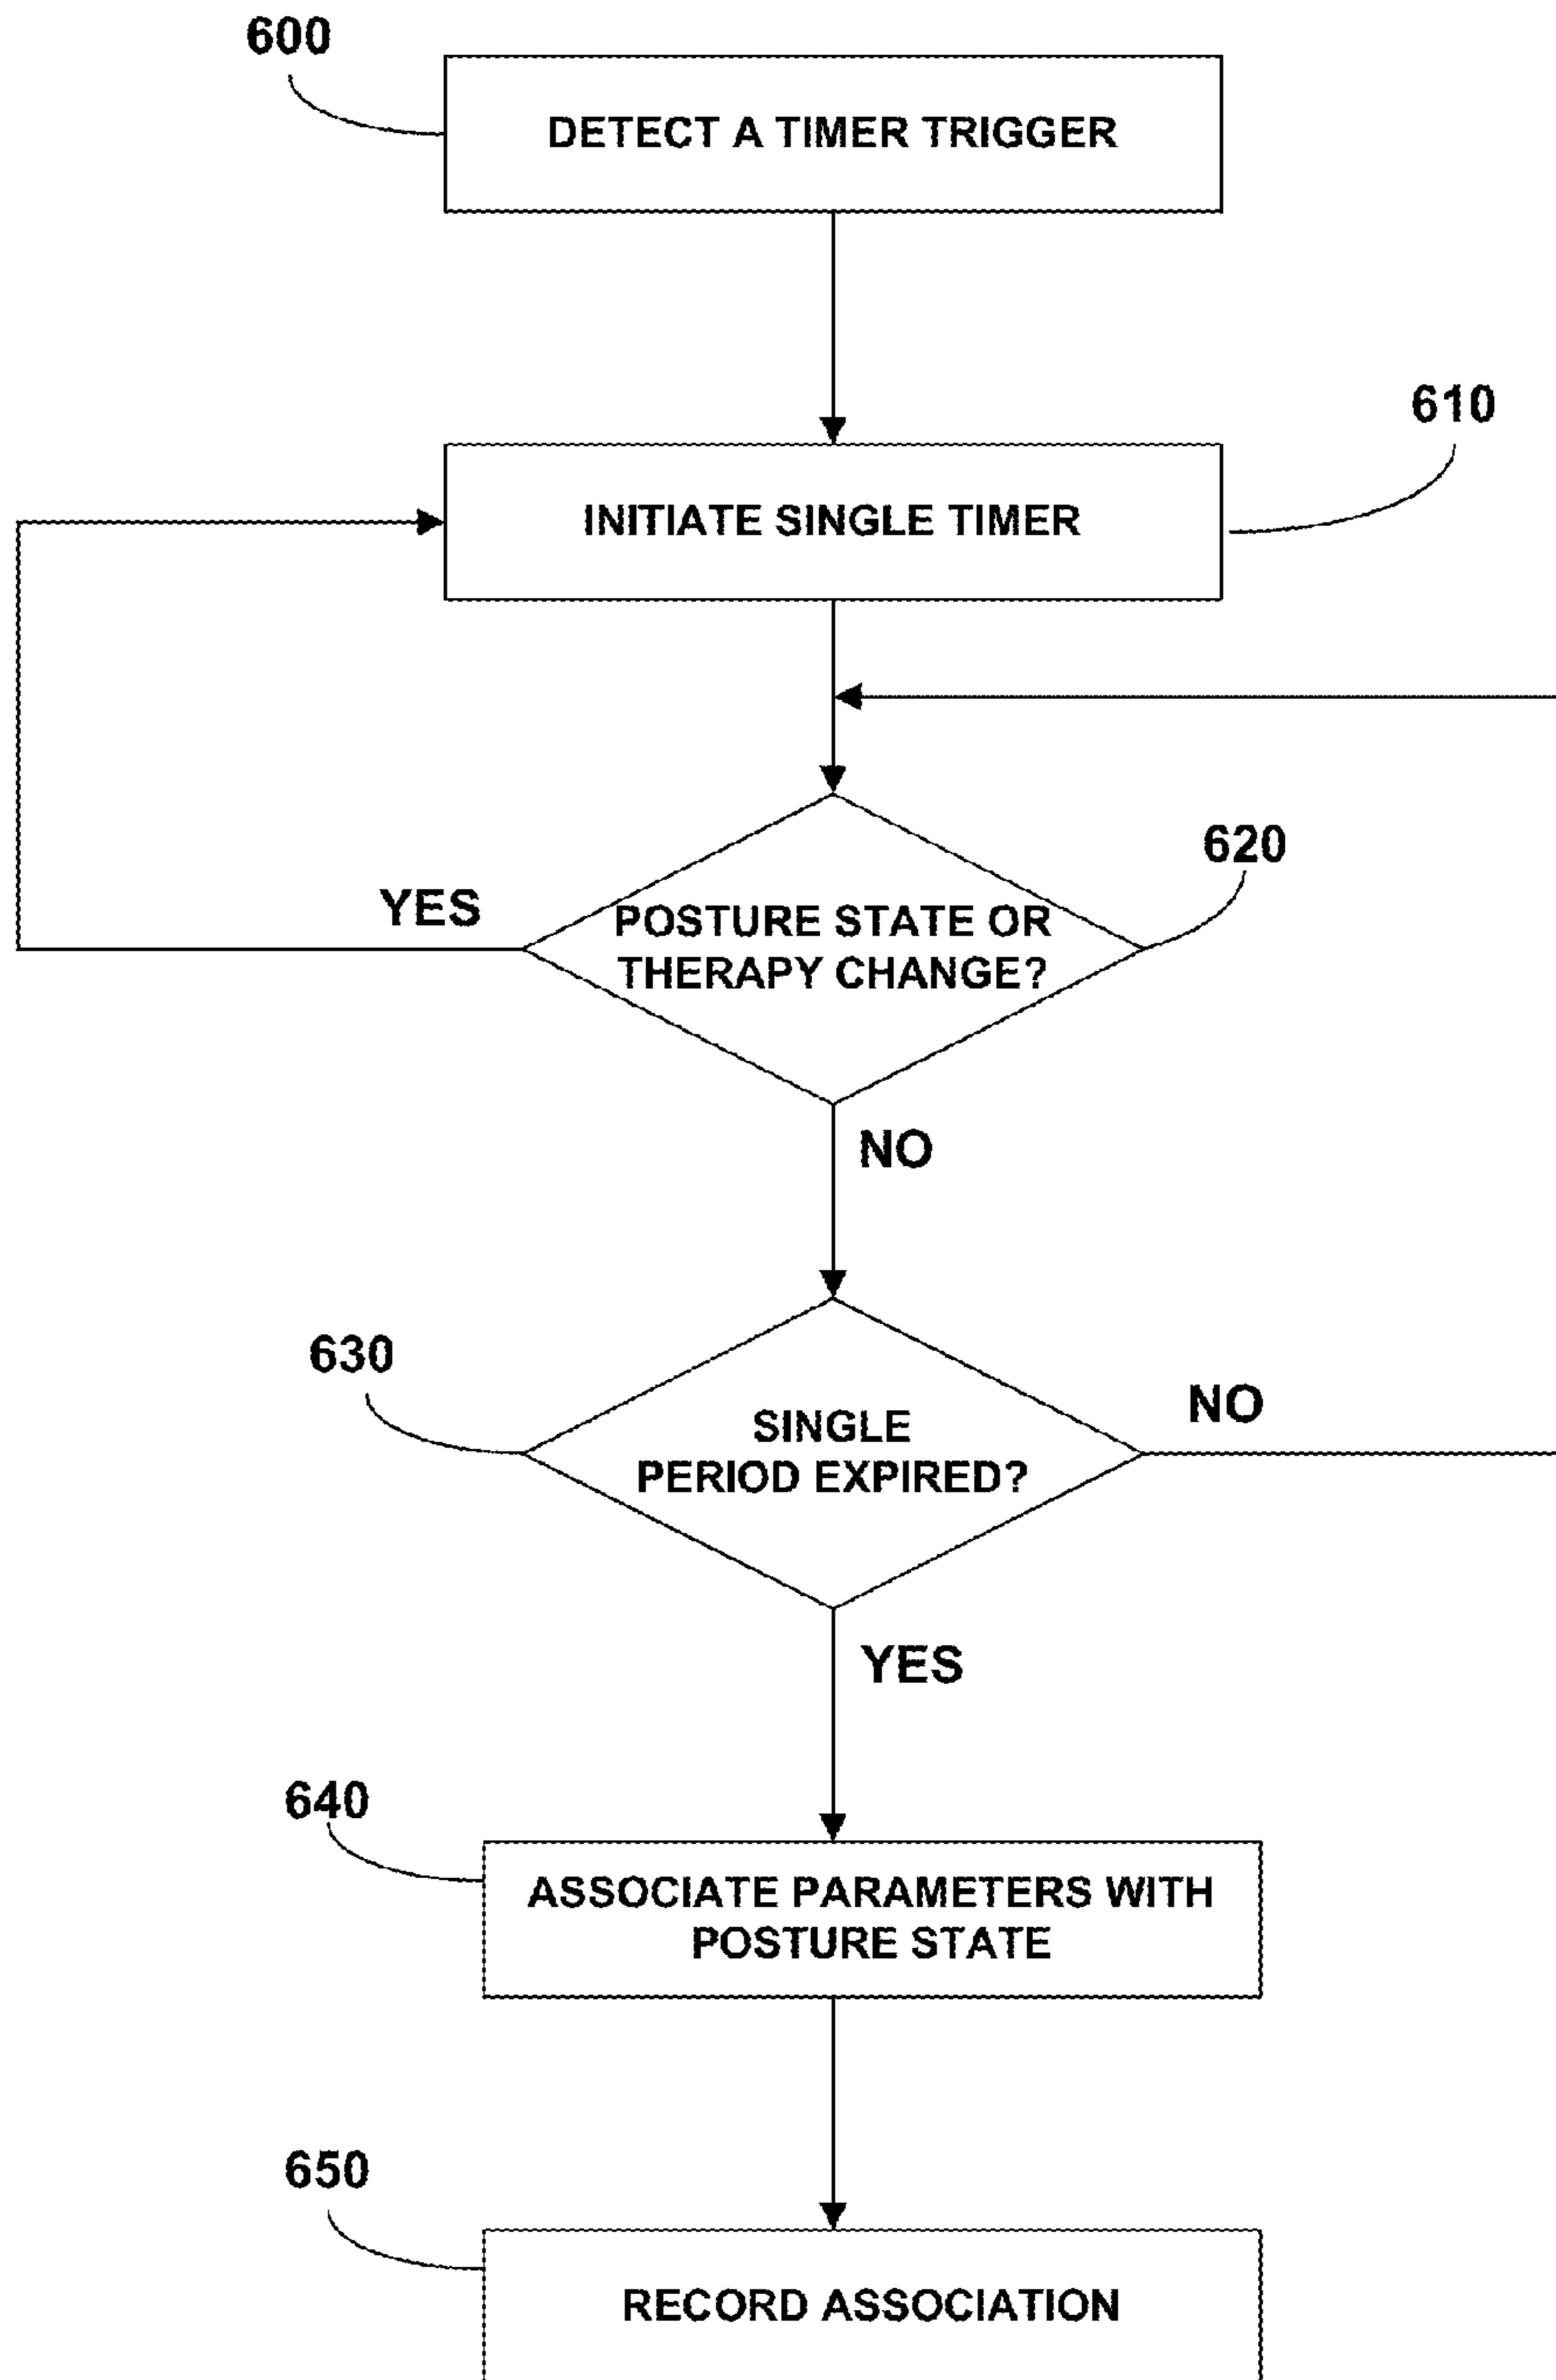 600
DETECT A TIMER TRIGGER
610
INITIATE SINGLE TIMER
620
YES
POSTURE STATE OR
THERAPY CHANGE?
NO
630
NO
SINGLE
PERIOD EXPIRED?
YES
640
ASSOCIATE PARAMETERS WITH
POSTURE STATE
650
RECORD ASSOCIATION